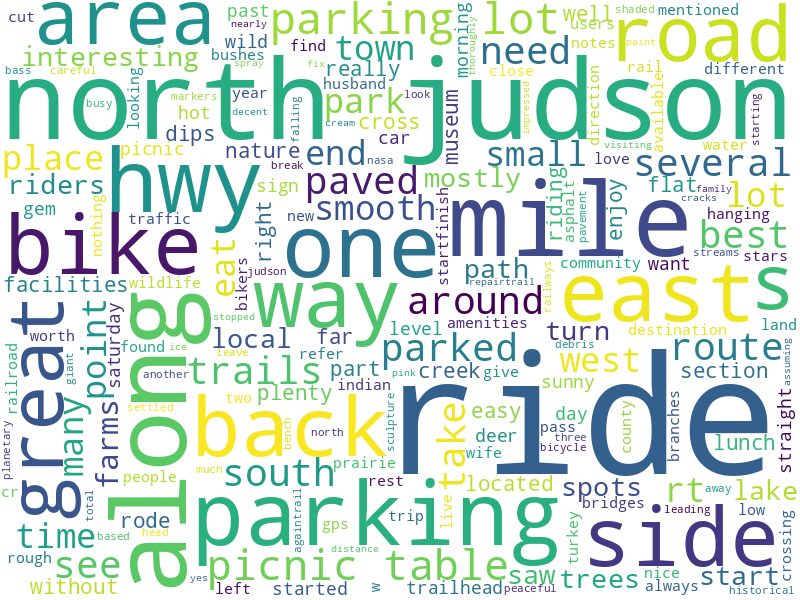 cut
area
past
parking lot
well
mentioned
nearly
shaded
paint
bass
careful
wild
find
morning
users
notes
rail
road
interesting
bushes
town
need
close
thoroughly
different
looking
really
husband
spray
fix
north judson
busy
markers
decent
year
hot
park
look
museum
impressed
direction
available
starting
place
picnic
dips
falling
cream
cross
car
small
love
water
visiting
family
riders
hwy
nature
end
break
nasa
several
gem
sign
paved
mostly
riding
asphalt
pavement
enjoy
flat
cracks
lot
hanging
bike
nothing
traffic
right
new
smooth
startfinish
mile
best
stars
streams
facilities
wildlife
eat
bikers
judson
one
path
repairtrail
community
want
east
s
great
along
stopped
way
around
railways
destination
land
worth
point
saturday
found
ice
local
far
level
amenities
turn
debris
assuming
railroad
many
giant
another
leave
refer
parked
west
route
trails
part
creek
give
sunny
section
planetary
farms
settled
two
plenty
indian
pink
sculpture
ride
easy
day
pass
county
branches
straight
cr
people
much
back
north
bench
take
deer
wife
three
bicycle
lunch
total
south
prairie
rest
located
spots
rt
away
lake
time
based
head
rode
parking
live
bridges
leading
low
crossing
rough
see
yes
gps
againtrail
trip
distance
side
turkey
nice
start
without
picnic table
saw
trees
always
left
started
w
trailhead
peaceful
historical